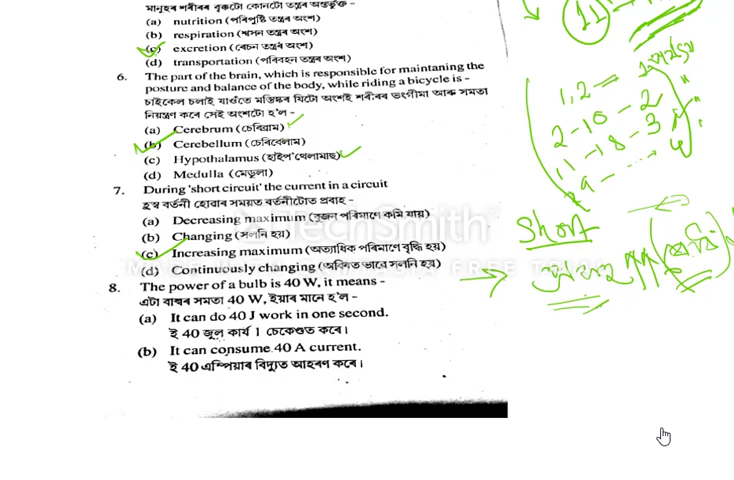 মানুহৰ শৰীৰৰ বৃক্কটো কোনটো তন্ত্ৰৰ অন্তৰ্ভুক্ত -
(a) nutrition (পৰিপুষ্টি তন্ত্ৰৰ অংশ)
(b) respiration (শ্বসন তন্ত্ৰৰ অংশ)
(c) excretion (ৰেচন তন্ত্ৰৰ অংশ)
(d) transportation (পৰিবহন তন্ত্ৰৰ অংশ)
6. The part of the brain, which is responsible for maintaning the
posture and balance of the body, while riding a bicycle is -
চাইকেল চলাই যাওঁতে মস্তিষ্কৰ যিটো অংশই শৰীৰৰ ভংগীমা আৰু সমতা
নিয়ন্ত্ৰণ কৰে সেই অংশটো হ'ল -
(a) Cerebrum (চেৰিব্ৰাম)
(b) Cerebellum (চেৰিবেলাম)
(c) Hypothalamus (হাইপ'থেলামাছ)
(d) Medulla (মেডুলা)
7. During 'short circuit' the current in a circuit
হ্ৰস্ব বৰ্তনী হোৱাৰ সময়ত বৰ্তনীটোত প্ৰবাহ -
(a) Decreasing maximum (বৃজন পৰিমাণে কমি যায়)
(b) Changing (সলনি হয়)
(c) Increasing maximum (অত্যাধিক পৰিমাণে বৃদ্ধি হয়)
(d) Continuously changing (অবিৰত ভাৱে সলনি হয়)
8. The power of a bulb is 40 W, it means -
এটা বাল্বৰ সমতা 40 W, ইয়াৰ মানে হ'ল -
(a) It can do 40 J work in one second.
ই 40 জুল কাৰ্য 1 চেকেণ্ডত কৰে।
(b) It can consume 40 A current.
ই 40 এম্পিয়াৰ বিদ্যুত আহৰণ কৰে।
TechSmith
11
1, 2 =
2-10 - 2
11-18 - 3
Short